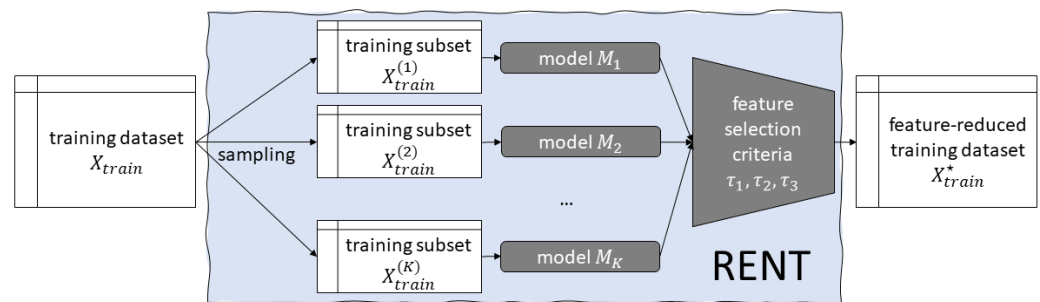 training dataset
X_train
sampling
training subset
X_train^(1)
model M_1
training subset
X_train^(2)
model M_2
...
training subset
X_train^(K)
model M_K
feature
selection
criteria
τ_1, τ_2, τ_3
RENT
feature-reduced
training dataset
X_train^⋆